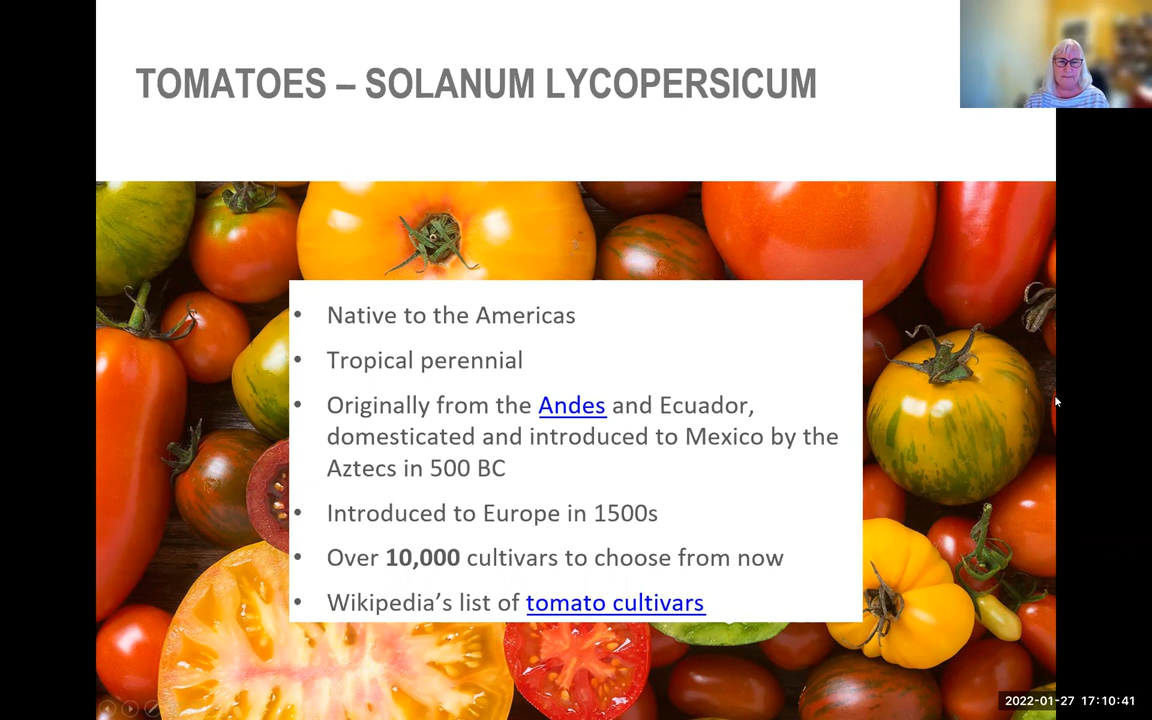 TOMATOES – SOLANUM LYCOPERSICUM
• Native to the Americas
• Tropical perennial
• Originally from the Andes and Ecuador,
domesticated and introduced to Mexico by the
Aztecs in 500 BC
• Introduced to Europe in 1500s
• Over 10,000 cultivars to choose from now
• Wikipedia’s list of tomato cultivars
2022-01-27 17:10:41